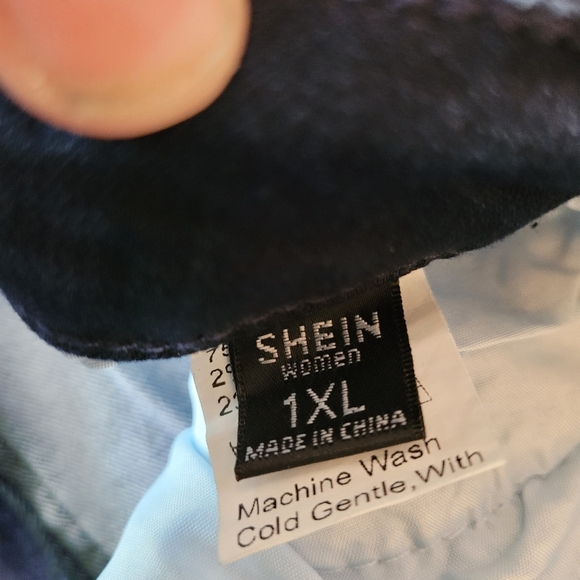 SHEIN
Women
1XL
MADE IN CHINA
Machine Wash
Cold Gentle,With